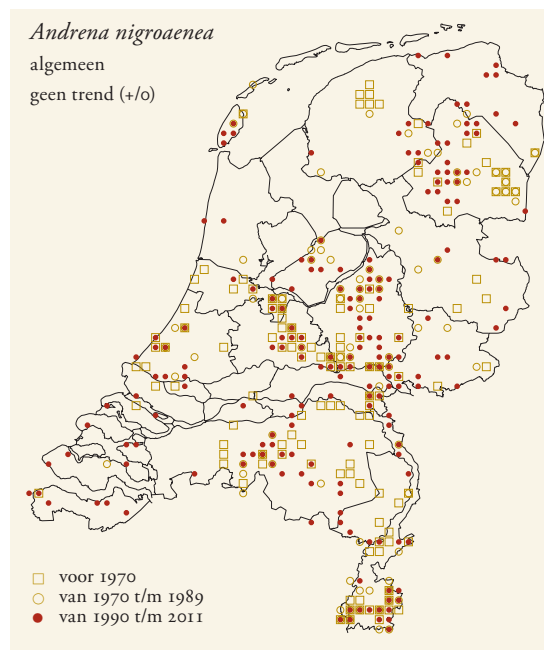 Andrena nigroaenea
algemeen
geen trend (+/0)
voor 1970
van 1970 t/m 1989
van 1990 t/m 2011